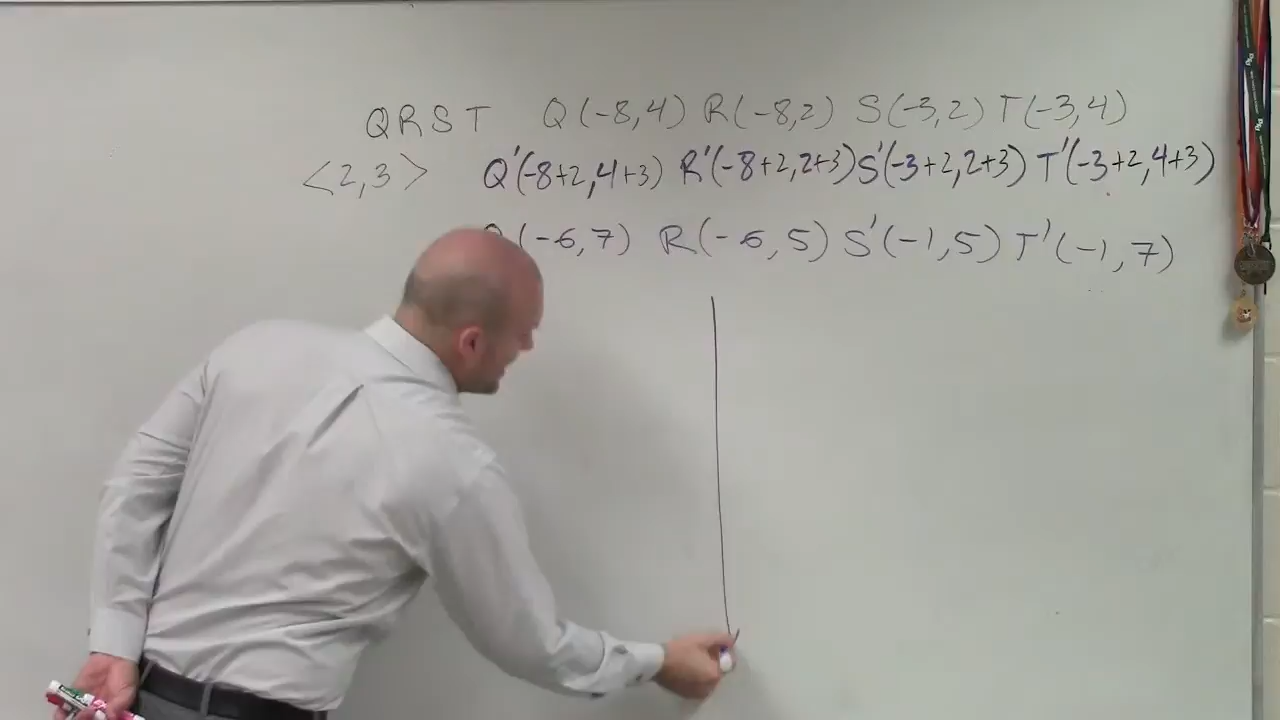 QRST Q(-8,4) R(-8,2) S(-3,2) T(-3,4)
<2,3> Q'(-8+2,4+3) R'(-8+2,2+3) S'(-3+2,2+3) T'(-3+2,4+3)
(-6,7) R(-6,5) S'(-1,5) T'(-1,7)